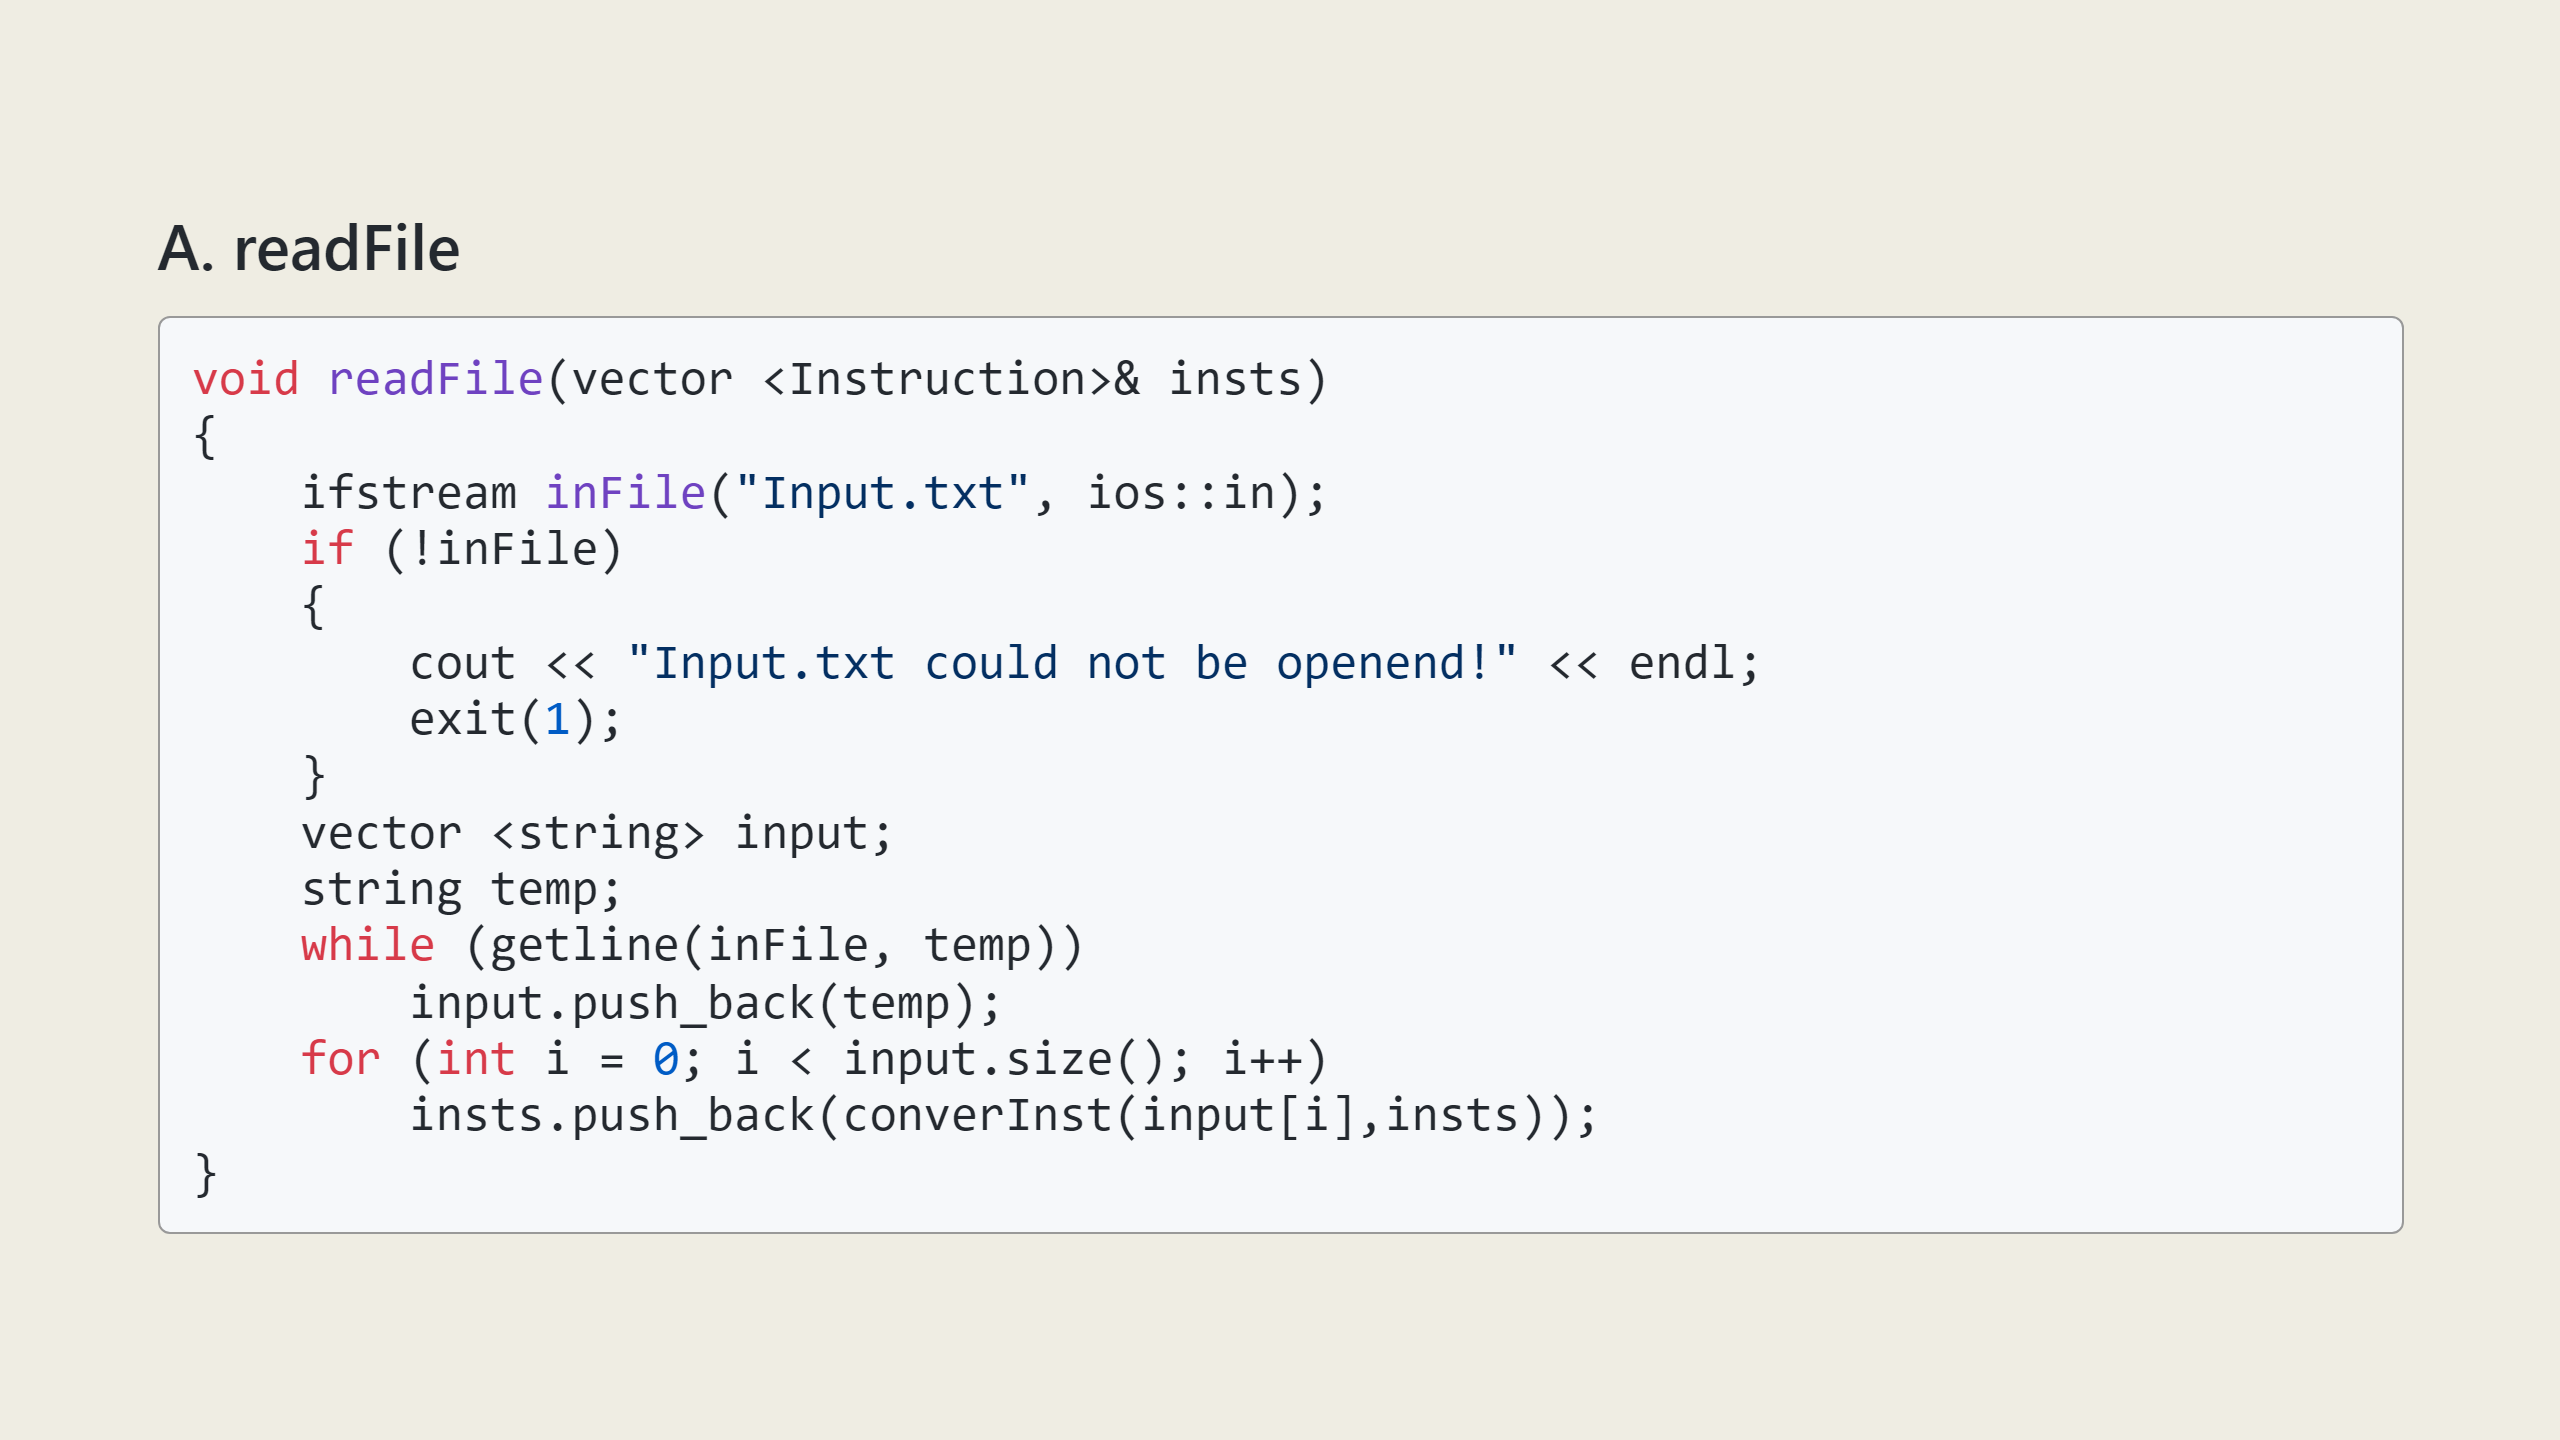 A. readFile
void readFile(vector <Instruction>& insts)
{
    ifstream inFile("Input.txt", ios::in);
    if (!inFile)
    {
        cout << "Input.txt could not be openend!" << endl;
        exit(1);
    }
    vector <string> input;
    string temp;
    while (getline(inFile, temp))
        input.push_back(temp);
    for (int i = 0; i < input.size(); i++)
        insts.push_back(converInst(input[i],insts));
}